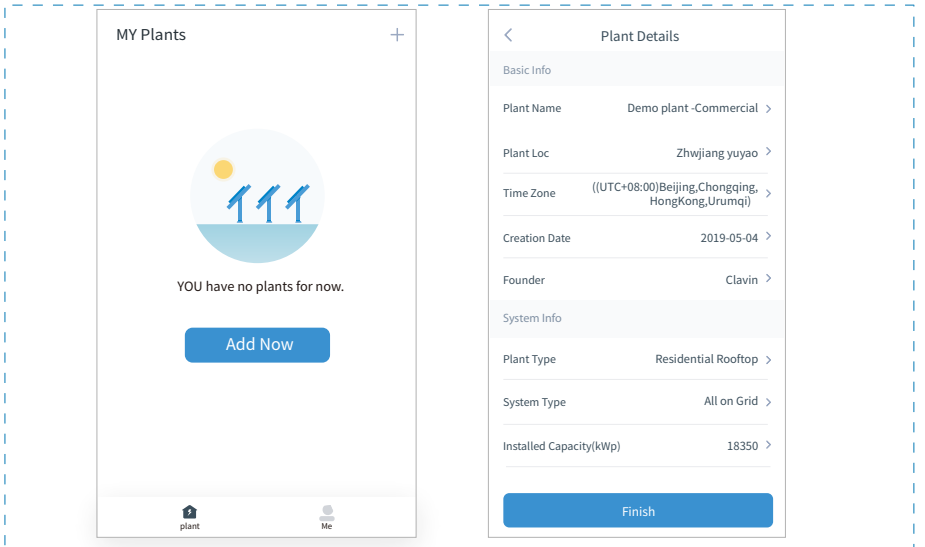 MY Plants
YOU have no plants for now.
Add Now
plant
Me
Plant Details
Basic Info
Plant Name Demo plant -Commercial
Plant Loc Zhwjiang yuyao
Time Zone ((UTC+08:00)Beijing,Chongqing,
HongKong,Urumqi)
Creation Date 2019-05-04
Founder Clavin
System Info
Plant Type Residential Rooftop
System Type All on Grid
Installed Capacity(kWp) 18350
Finish